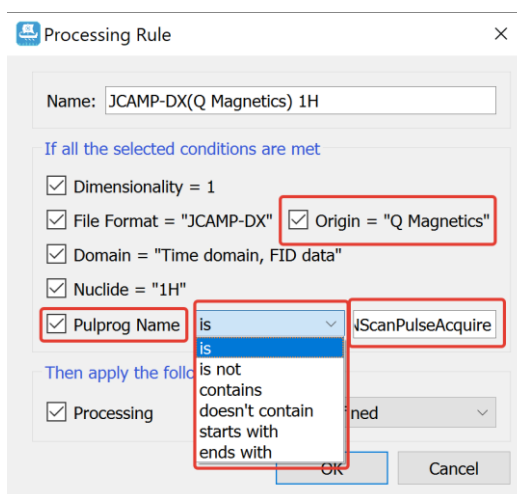 Processing Rule
Name: JCAMP-DX(Q Magnetics) 1H
If all the selected conditions are met
Dimensionality = 1
File Format = "JCAMP-DX" Origin = "Q Magnetics"
Domain = "Time domain, FID data"
Nuclide = "1H"
Pulprog Name is NScanPulseAcquire
is
is not
Then apply the follo
contains
doesn't contain
Processing ned
starts with
ends with
OK Cancel